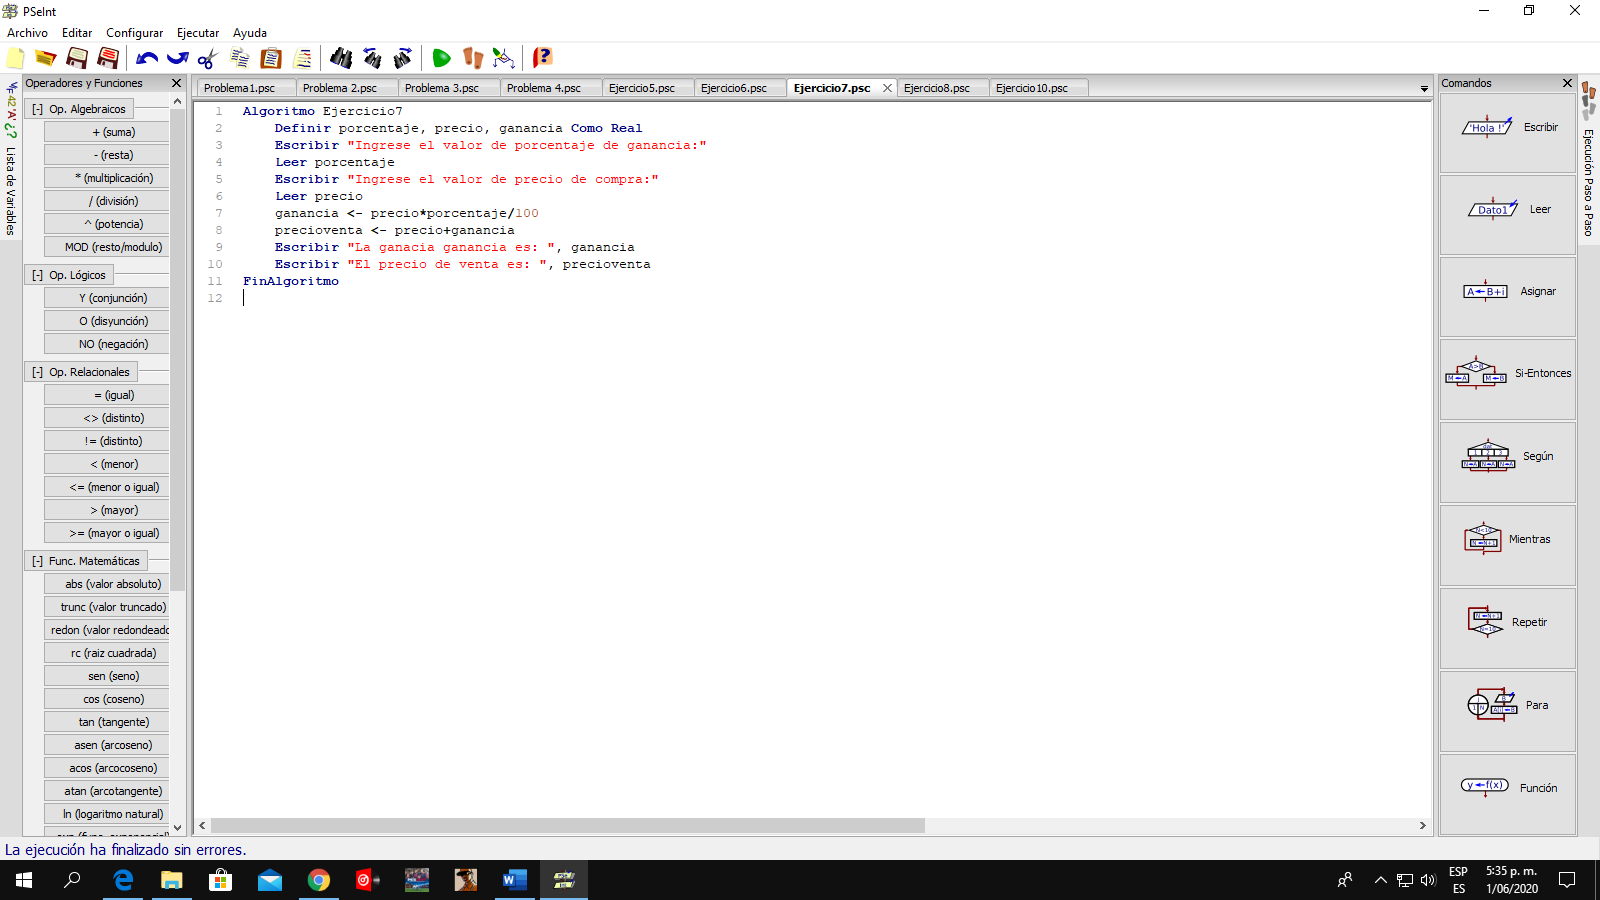 PSeInt
Archivo Editar Configurar Ejecutar Ayuda
Operadores y Funciones
Problema1.psc Problema 2.psc Problema 3.psc Problema 4.psc Ejercicio5.psc Ejercicio6.psc Ejercicio7.psc Ejercicio8.psc Ejercicio10.psc
Comandos
Lista de Variables
[-] Op. Algebraicos
+ (suma)
- (resta)
* (multiplicación)
/ (división)
^ (potencia)
MOD (resto/modulo)
[-] Op. Lógicos
Y (conjunción)
O (disyunción)
NO (negación)
[-] Op. Relacionales
= (igual)
<> (distinto)
!= (distinto)
< (menor)
<= (menor o igual)
> (mayor)
>= (mayor o igual)
[-] Func. Matemáticas
abs (valor absoluto)
trunc (valor truncado)
redon (valor redondeado
rc (raiz cuadrada)
sen (seno)
cos (coseno)
tan (tangente)
asen (arcoseno)
acos (arcocoseno)
atan (arcotangente)
ln (logaritmo natural)
1 Algoritmo Ejercicio7
2 Definir porcentaje, precio, ganancia Como Real
3 Escribir "Ingrese el valor de porcentaje de ganancia:"
4 Leer porcentaje
5 Escribir "Ingrese el valor de precio de compra:"
6 Leer precio
7 ganancia <- precio*porcentaje/100
8 precioventa <- precio+ganancia
9 Escribir "La ganacia ganancia es: ", ganancia
10 Escribir "El precio de venta es: ", precioventa
11 FinAlgoritmo
12
'Hola !' Escribir
Dato1 Leer
A←B+i Asignar
A>B M←A M←B Si-Entonces
Según
Mientras
Repetir
Para
y←f(x) Función
Ejecución Paso a Paso
La ejecución ha finalizado sin errores.
ESP
ES
5:35 p. m.
1/06/2020